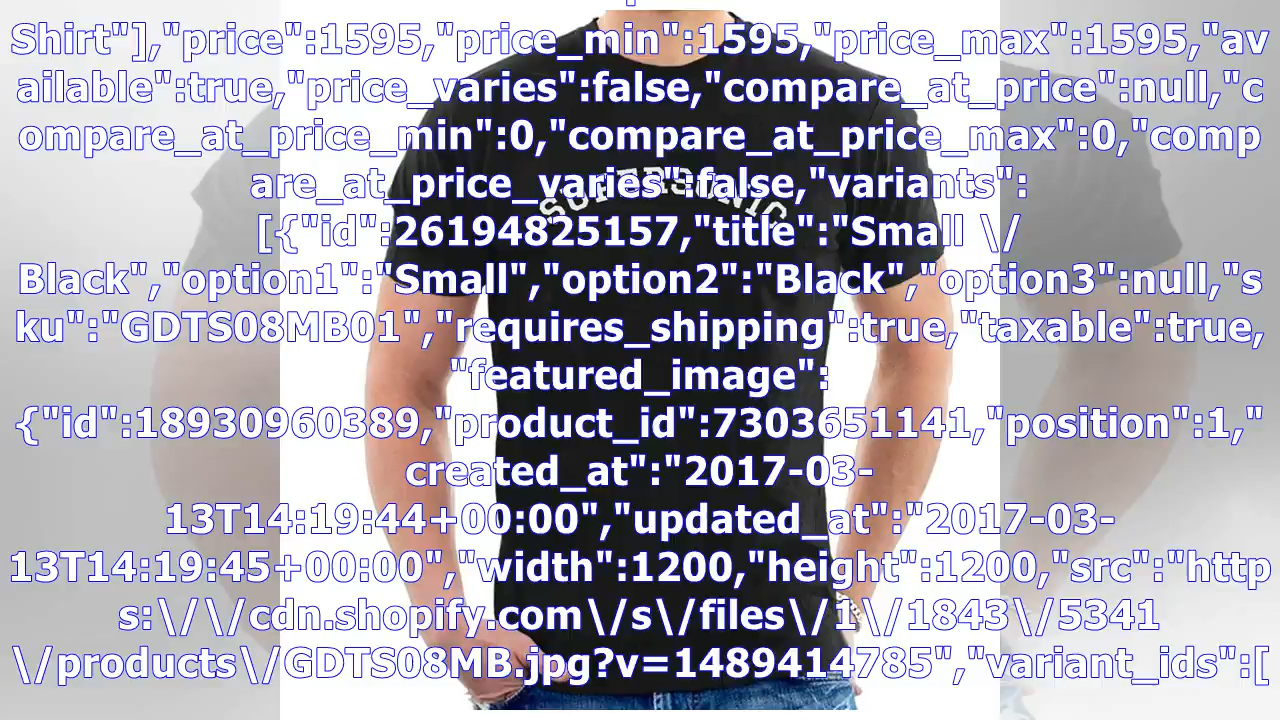 Shirt"],"price":1595,"price_min":1595,"price_max":1595,"av
ailable":true,"price_varies":false,"compare_at_price":null,"c
ompare_at_price_min":0,"compare_at_price_max":0,"comp
are_at_price_varies":false,"variants":
SUPERSONIC
[{"id":26194825157,"title":"Small \/
Black","option1":"Small","option2":"Black","option3":null,"s
ku":"GDTS08MB01","requires_shipping":true,"taxable":true,
"featured_image":
{"id":18930960389,"product_id":7303651141,"position":1,"
created_at":"2017-03-
13T14:19:44+00:00","updated_at":"2017-03-
13T14:19:45+00:00","width":1200,"height":1200,"src":"http
s:\/\/cdn.shopify.com\/s\/files\/1\/1843\/5341
\/products\/GDTS08MB.jpg?v=1489414785","variant_ids":[